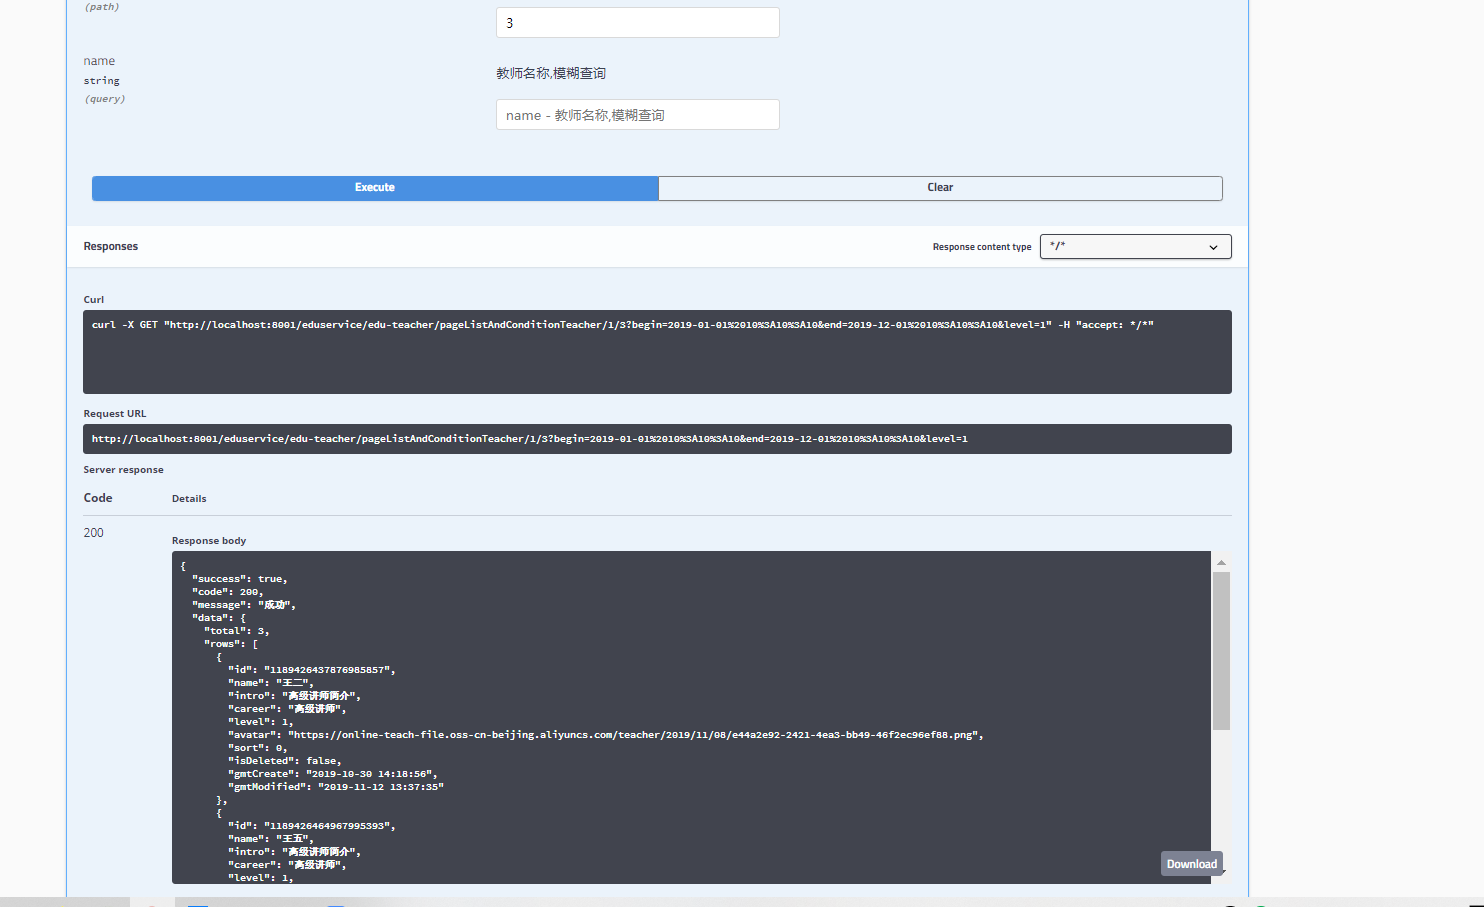 (path)
3
name
string
(query)
教师名称,模糊查询
name - 教师名称,模糊查询
Execute
Clear
Responses
Response content type
*/*
Curl
curl -X GET "http://localhost:8001/eduservice/edu-teacher/pageListAndConditionTeacher/1/3?begin=2019-01-01%2010%3A10%3A10&end=2019-12-01%2010%3A10%3A10&level=1" -H "accept: */*"
Request URL
http://localhost:8001/eduservice/edu-teacher/pageListAndConditionTeacher/1/3?begin=2019-01-01%2010%3A10%3A10&end=2019-12-01%2010%3A10%3A10&level=1
Server response
Code
Details
200
Response body
{
"success": true,
"code": 200,
"message": "成功",
"data": {
"total": 3,
"rows": [
{
"id": "1189426437876985857",
"name": "王二",
"intro": "高级讲师简介",
"career": "高级讲师",
"level": 1,
"avatar": "https://online-teach-file.oss-cn-beijing.aliyuncs.com/teacher/2019/11/08/e44a2e92-2421-4ea3-bb49-46f2ec96ef88.png",
"sort": 0,
"isDeleted": false,
"gmtCreate": "2019-10-30 14:18:56",
"gmtModified": "2019-11-12 13:37:35"
},
{
"id": "1189426464967995393",
"name": "王五",
"intro": "高级讲师简介",
"career": "高级讲师",
"level": 1,
Download